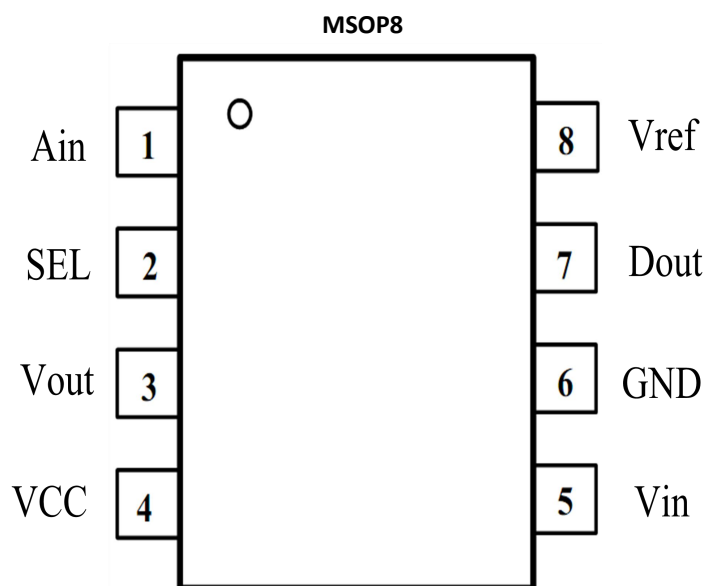 MSOP8
Ain 1 8 Vref
SEL 2 7 Dout
Vout 3 6 GND
VCC 4 5 Vin